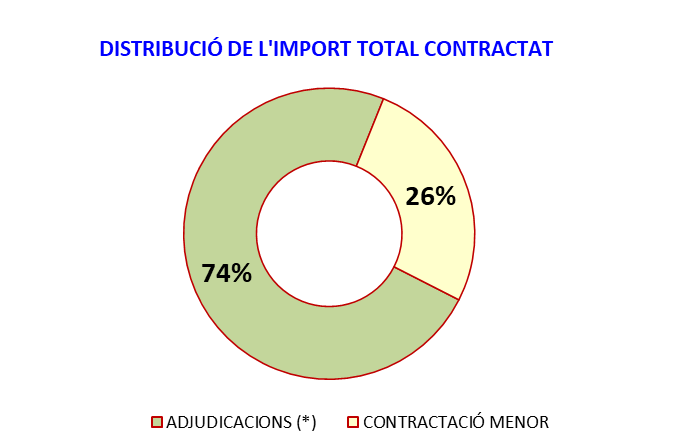 DISTRIBUCIÓ DE L'IMPORT TOTAL CONTRACTAT
26%
74%
ADJUDICACIONS (*) CONTRACTACIÓ MENOR